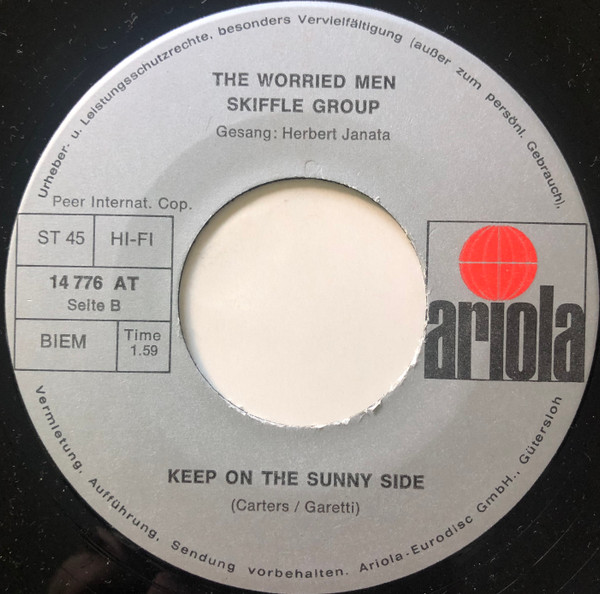 Urheber- u. Leistungsschutzrechte, besonders Vervielfältigung (außer zum persönl. Gebrauch),
THE WORRIED MEN
SKIFFLE GROUP
Gesang: Herbert Janata
Peer Internat. Cop.
ST 45
HI-FI
14 776 AT
Seite B
BIEM
Time
1.59
ariola
KEEP ON THE SUNNY SIDE
(Carters / Garetti)
Vermietung, Aufführung, Sendung vorbehalten. Ariola-Eurodisc GmbH., Gütersloh